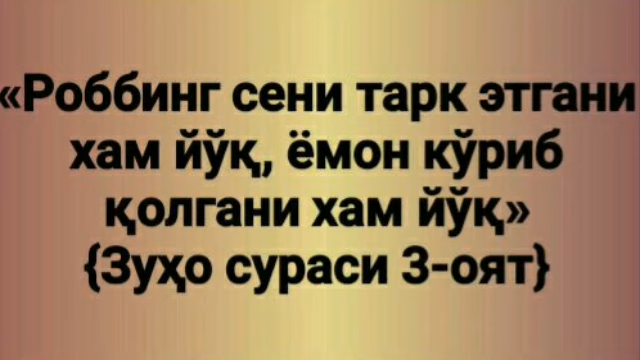 «Роббинг сени тарк этгани
хам йўқ, ёмон кўриб
қолгани хам йўқ»
{Зуҳо сураси 3-оят}